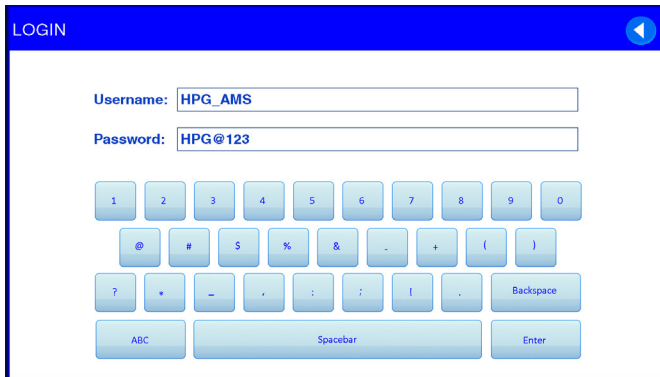 LOGIN
Username: HPG_AMS
Password: HPG@123
1 2 3 4 5 6 7 8 9 0
@ # $ % & - + ( )
? * _ , : ; ! . Backspace
ABC Spacebar Enter